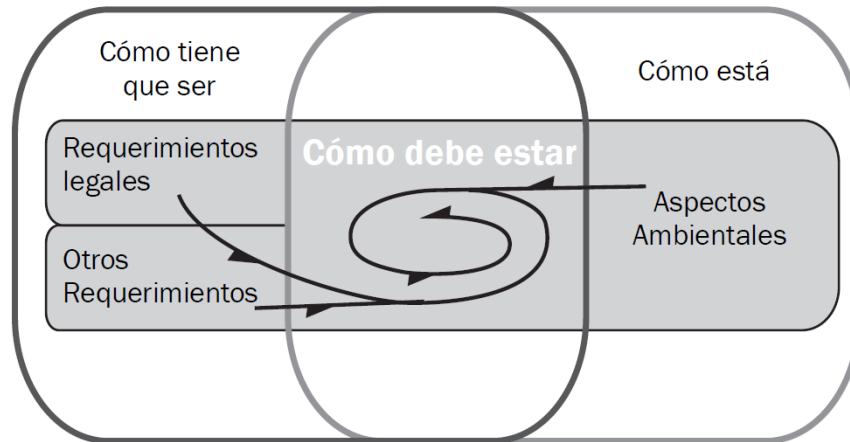 Cómo tiene
que ser
Cómo está
Requerimientos
legales
Cómo debe estar
Aspectos
Ambientales
Otros
Requerimientos